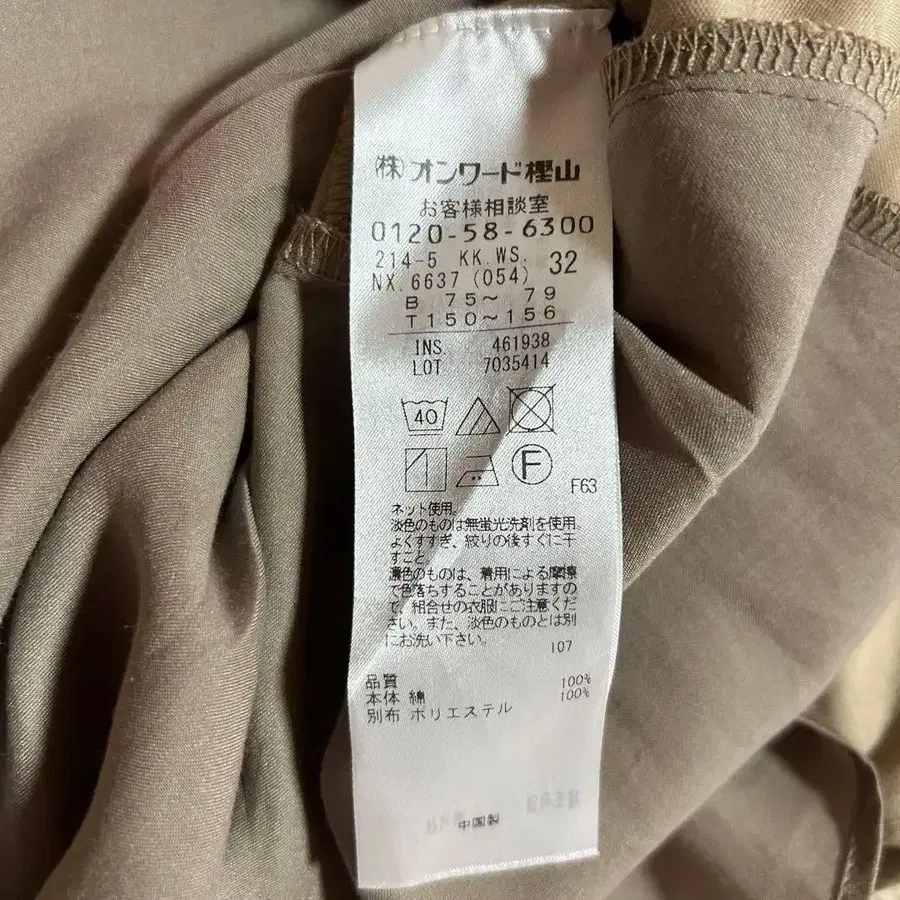 (株)オンワード樫山
お客様相談室
0120-58-6300
214-5 KK.WS. 32
NX.6637 (054)
B 75～ 79
T 150～156
INS. 461938
LOT 7035414
40
1
F
F63
ネット使用。
淡色のものは無蛍光洗剤を使用。
よくすすぎ、絞りの後すぐに干
すこと。
濃色のものは、着用による摩擦
で色落ちすることがありますの
で、組合せの衣服にご注意くだ
さい。また、淡色のものとは別
にお洗い下さい。
107
品質
本体 綿 100%
別布 ポリエステル 100%
中国製